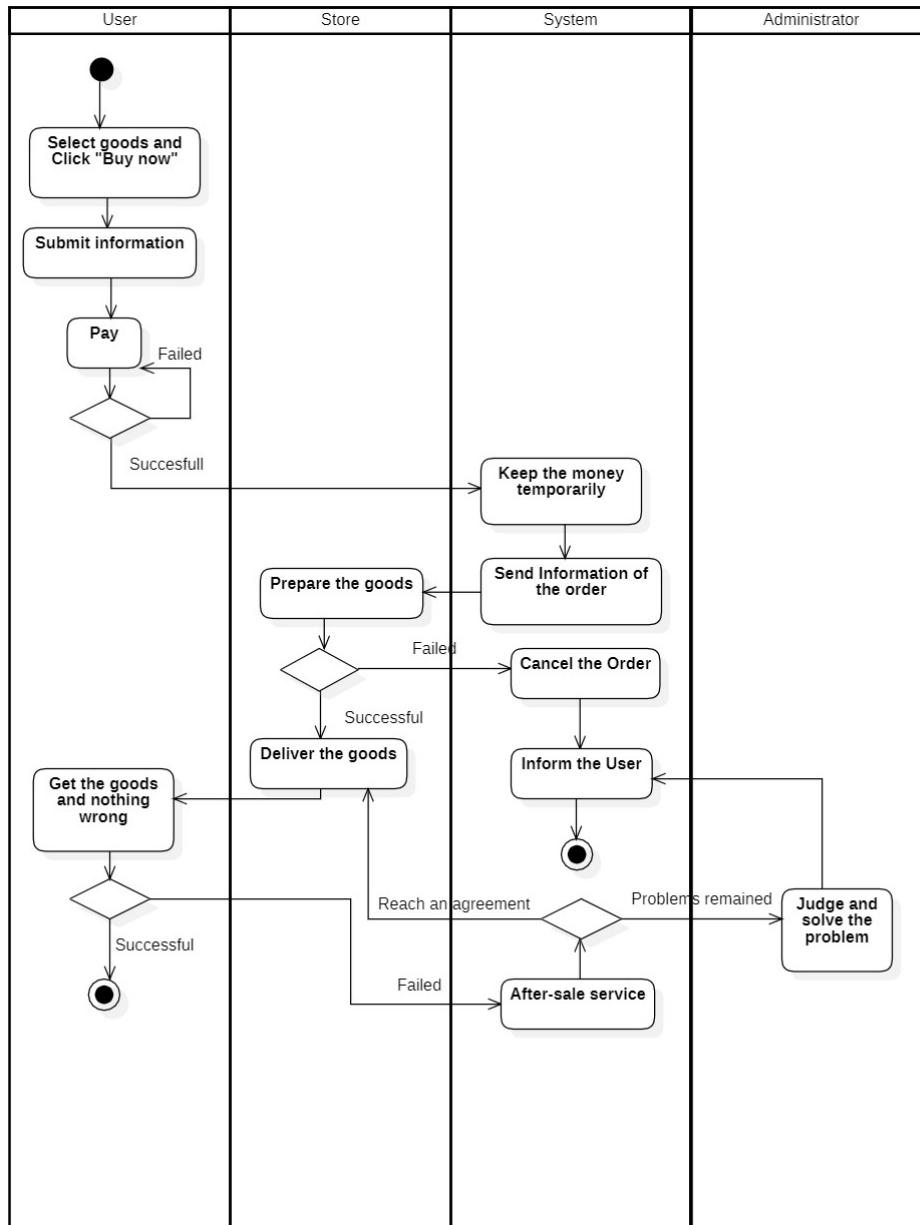 User
Store
System
Administrator
Select goods and
Click "Buy now"
Submit information
Pay
Failed
Succesfull
Keep the money
temporarily
Send Information of
the order
Prepare the goods
Failed
Cancel the Order
Successful
Deliver the goods
Inform the User
Get the goods
and nothing
wrong
Reach an agreement
Problems remained
Judge and
solve the
problem
Successful
Failed
After-sale service